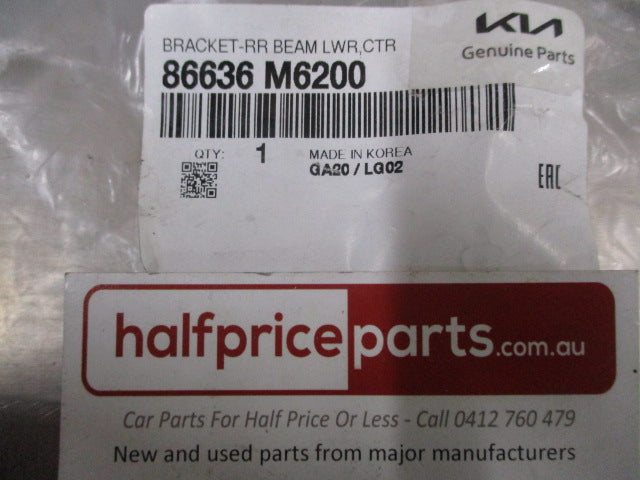 KIA
Genuine Parts
BRACKET-RR BEAM LWR,CTR
86636 M6200
QTY: 1 MADE IN KOREA
GA20 / LG02
EAC
halfpriceparts.com.au
Car Parts For Half Price Or Less - Call 0412 760 479
New and used parts from major manufacturers